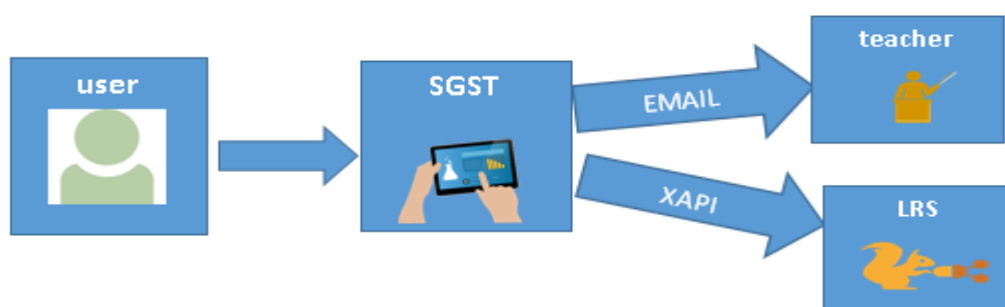 user
SGST
EMAIL
XAPI
teacher
LRS